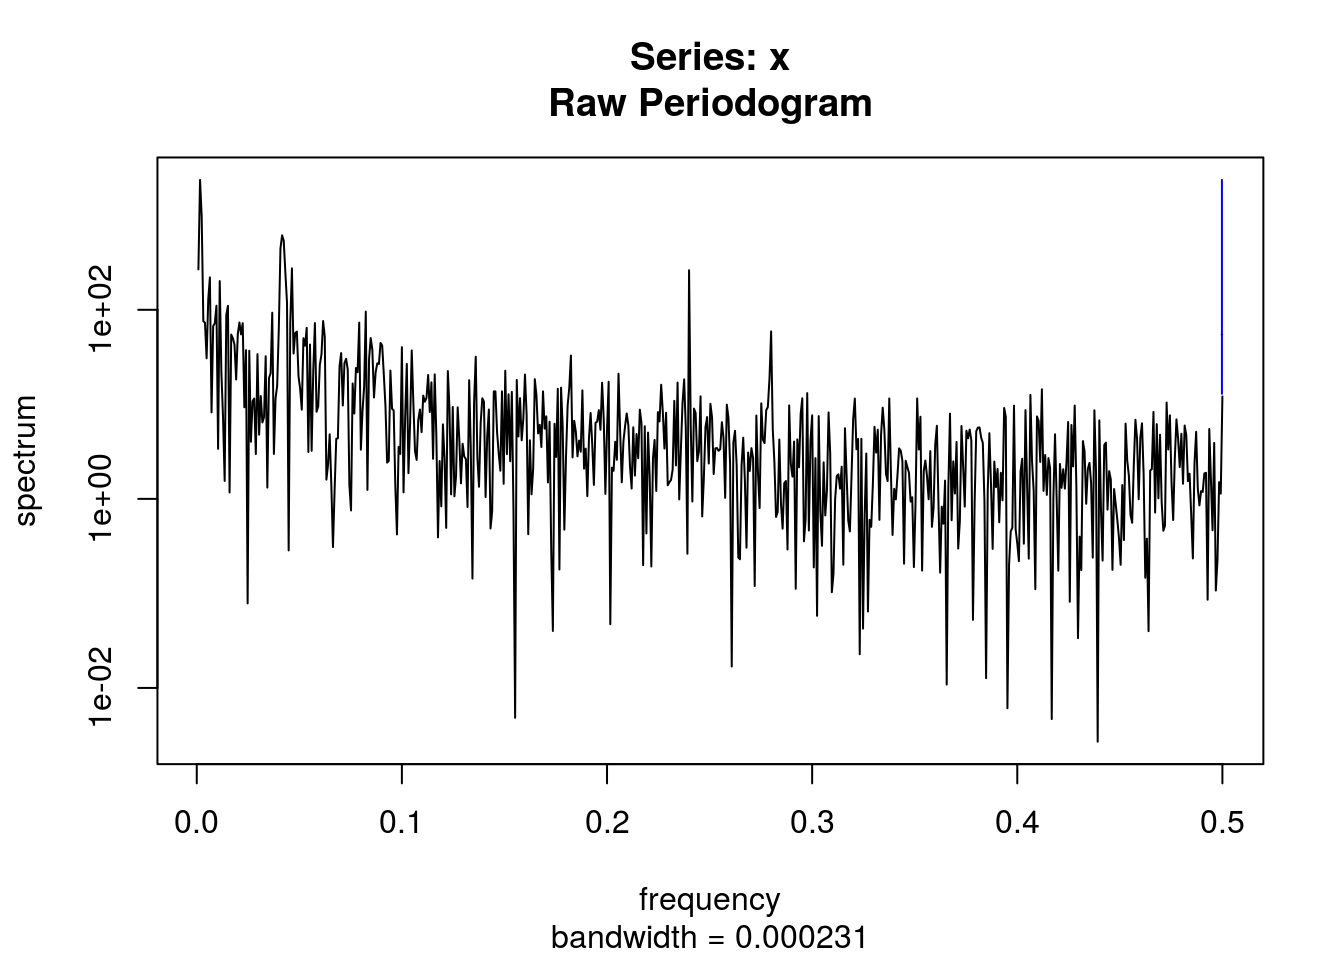 Series: x
Raw Periodogram
spectrum
1e+02
1e+00
1e-02
0.0 0.1 0.2 0.3 0.4 0.5
frequency
bandwidth = 0.000231